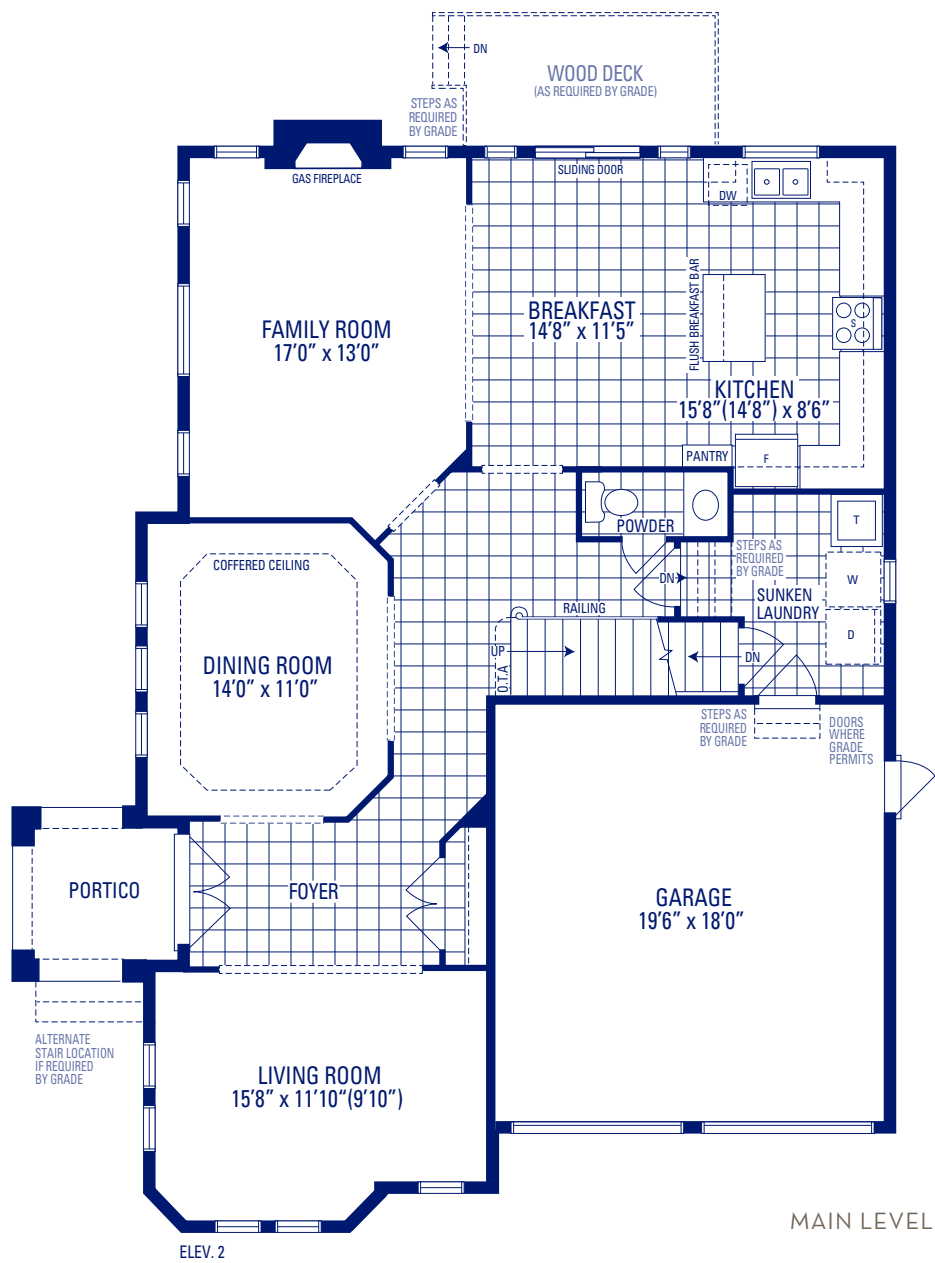 DN
WOOD DECK
(AS REQUIRED BY GRADE)
STEPS AS
REQUIRED
BY GRADE
GAS FIREPLACE
SLIDING DOOR
DW
FLUSH BREAKFAST BAR
FAMILY ROOM
17'0" x 13'0"
BREAKFAST
14'8" x 11'5"
S
KITCHEN
15'8"(14'8") x 8'6"
PANTRY
F
POWDER
T
STEPS AS
REQUIRED
BY GRADE
DN
W
SUNKEN
LAUNDRY
D
COFFERED CEILING
RAILING
UP
O.T.A
DN
DINING ROOM
14'0" x 11'0"
STEPS AS
REQUIRED
BY GRADE
DOORS
WHERE
GRADE
PERMITS
PORTICO
FOYER
GARAGE
19'6" x 18'0"
ALTERNATE
STAIR LOCATION
IF REQUIRED
BY GRADE
LIVING ROOM
15'8" x 11'10"(9'10")
MAIN LEVEL
ELEV. 2